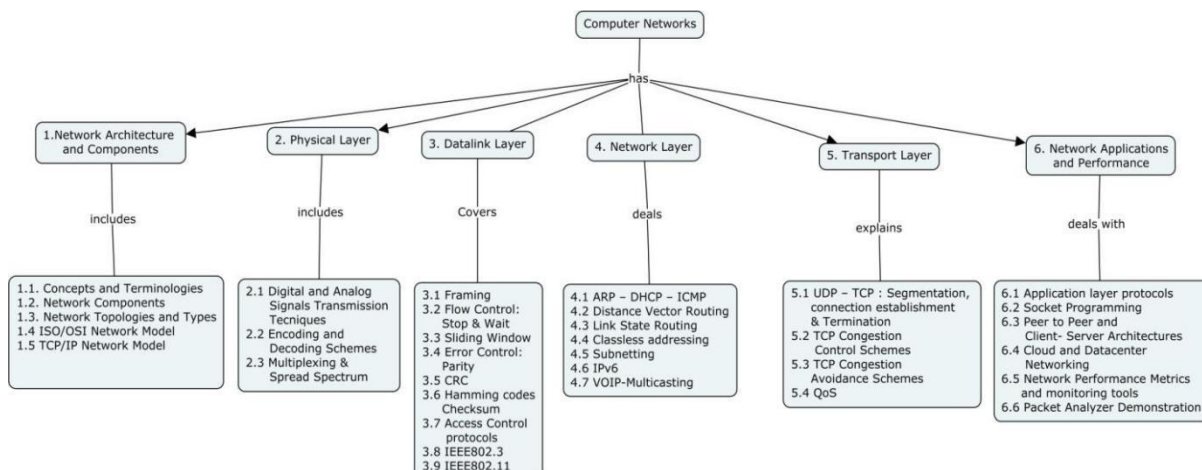 Computer Networks
has
1.Network Architecture
and Components
2. Physical Layer
3. Datalink Layer
4. Network Layer
5. Transport Layer
6. Network Applications
and Performance
includes
includes
Covers
deals
explains
deals with
1.1. Concepts and Terminologies
1.2. Network Components
1.3. Network Topologies and Types
1.4 ISO/OSI Network Model
1.5 TCP/IP Network Model
2.1 Digital and Analog
Signals Transmission
Tecniques
2.2 Encoding and
Decoding Schemes
2.3 Multiplexing &
Spread Spectrum
3.1 Framing
3.2 Flow Control:
Stop & Wait
3.3 Sliding Window
3.4 Error Control:
Parity
3.5 CRC
3.6 Hamming codes
Checksum
3.7 Access Control
protocols
3.8 IEEE802.3
3.9 IEEE802.11
4.1 ARP – DHCP – ICMP
4.2 Distance Vector Routing
4.3 Link State Routing
4.4 Classless addressing
4.5 Subnetting
4.6 IPv6
4.7 VOIP-Multicasting
5.1 UDP – TCP : Segmentation,
connection establishment
& Termination
5.2 TCP Congestion
Control Schemes
5.3 TCP Congestion
Avoidance Schemes
5.4 QoS
6.1 Application layer protocols
6.2 Socket Programming
6.3 Peer to Peer and
Client- Server Architectures
6.4 Cloud and Datacenter
Networking
6.5 Network Performance Metrics
and monitoring tools
6.6 Packet Analyzer Demonstration